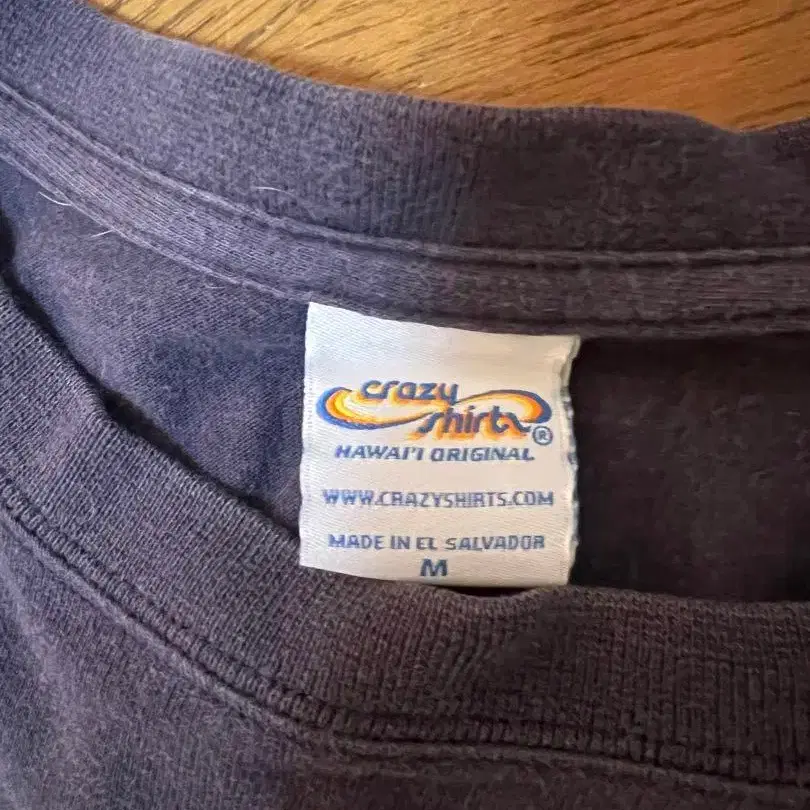 crazy
shirts®
HAWAI'I ORIGINAL
WWW.CRAZYSHIRTS.COM
MADE IN EL SALVADOR
M